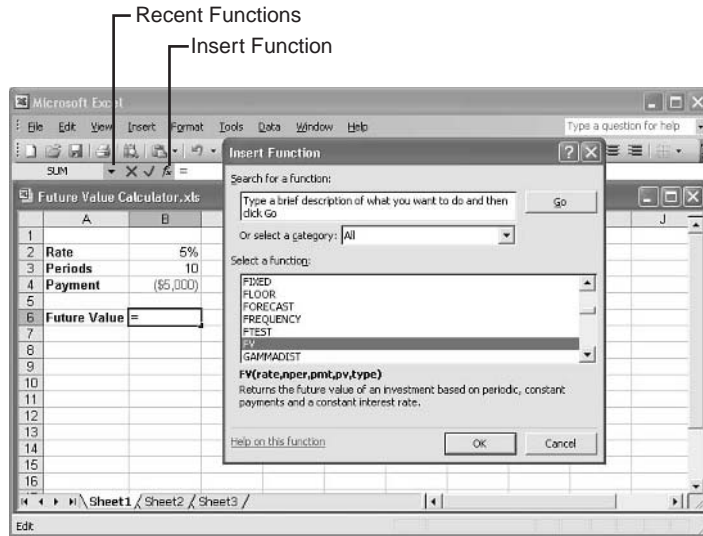 Recent Functions
Insert Function
Microsoft Excel
File Edit View Insert Format Tools Data Window Help Type a question for help
SUM =
Future Value Calculator.xls
A B J
1
2 Rate 5%
3 Periods 10
4 Payment ($5,000)
5
6 Future Value =
7
8
9
10
11
12
13
14
15
16
Sheet1 / Sheet2 / Sheet3 /
Edit
Insert Function
Search for a function:
Type a brief description of what you want to do and then
click Go
Go
Or select a category: All
Select a function:
FIXED
FLOOR
FORECAST
FREQUENCY
FTEST
FV
GAMMADIST
FV(rate,nper,pmt,pv,type)
Returns the future value of an investment based on periodic, constant
payments and a constant interest rate.
Help on this function
OK Cancel